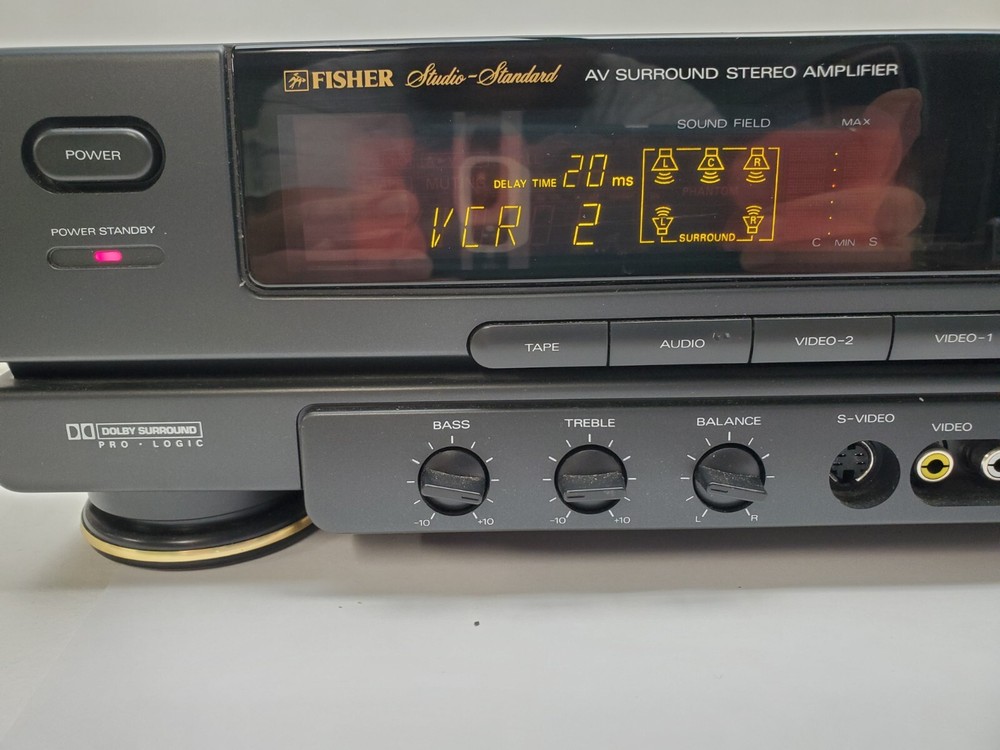 FISHER Studio-Standard AV SURROUND STEREO AMPLIFIER
POWER
SOUND FIELD MAX
DELAY TIME 20 ms
L C R
PHANTOM
VCR 2
L R
SURROUND
C MIN S
POWER STANDBY
TAPE AUDIO VIDEO-2 VIDEO-1
DOLBY SURROUND
PRO · LOGIC
BASS TREBLE BALANCE S-VIDEO VIDEO
-10 +10 -10 +10 L R